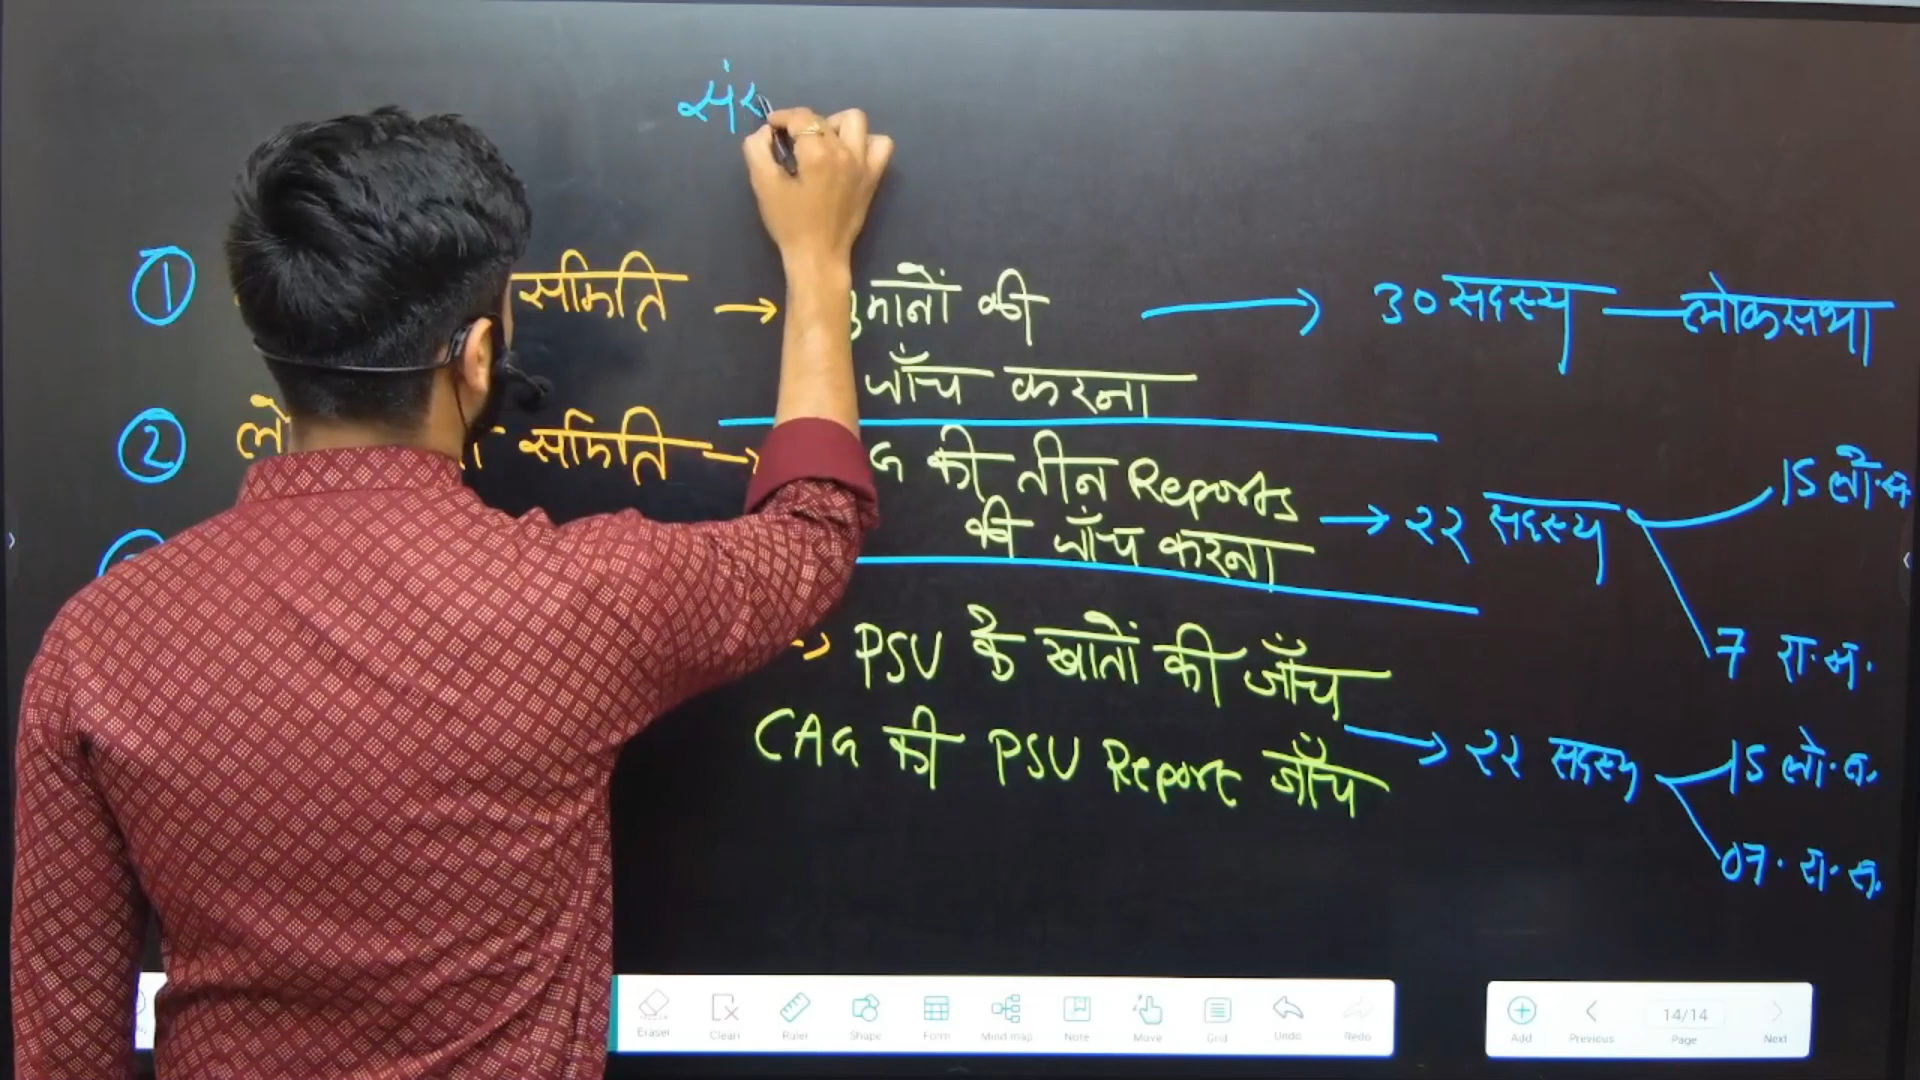 ① समिति → की → 30 सदस्य — लोकसभा
जाँच करना
② समिति → की तीन Reports
की जाँच करना → २२ सदस्य
15 लो.स.
7 रा.स.
→ PSU के खातों की जाँच
CAG की PSU Report जाँच → २२ सदस्य
15 लो.स.
07. रा.स.
Eraser Clean Ruler Shape Form Mind map Note Move Grid Undo Redo
Add Previous 14/14 Page Next